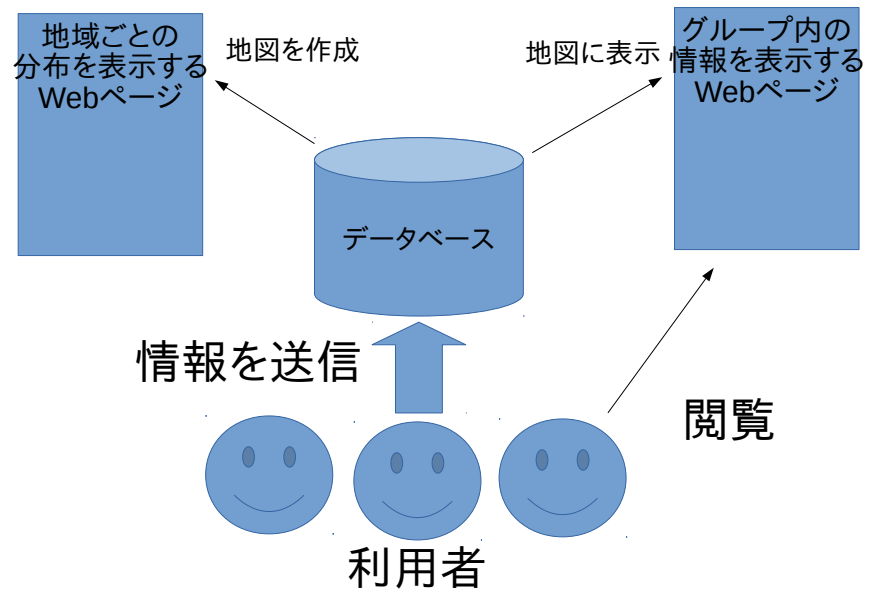 地域ごとの
分布を表示する
Webページ
地図を作成
地図に表示
グループ内の
情報を表示する
Webページ
データベース
情報を送信
閲覧
利用者